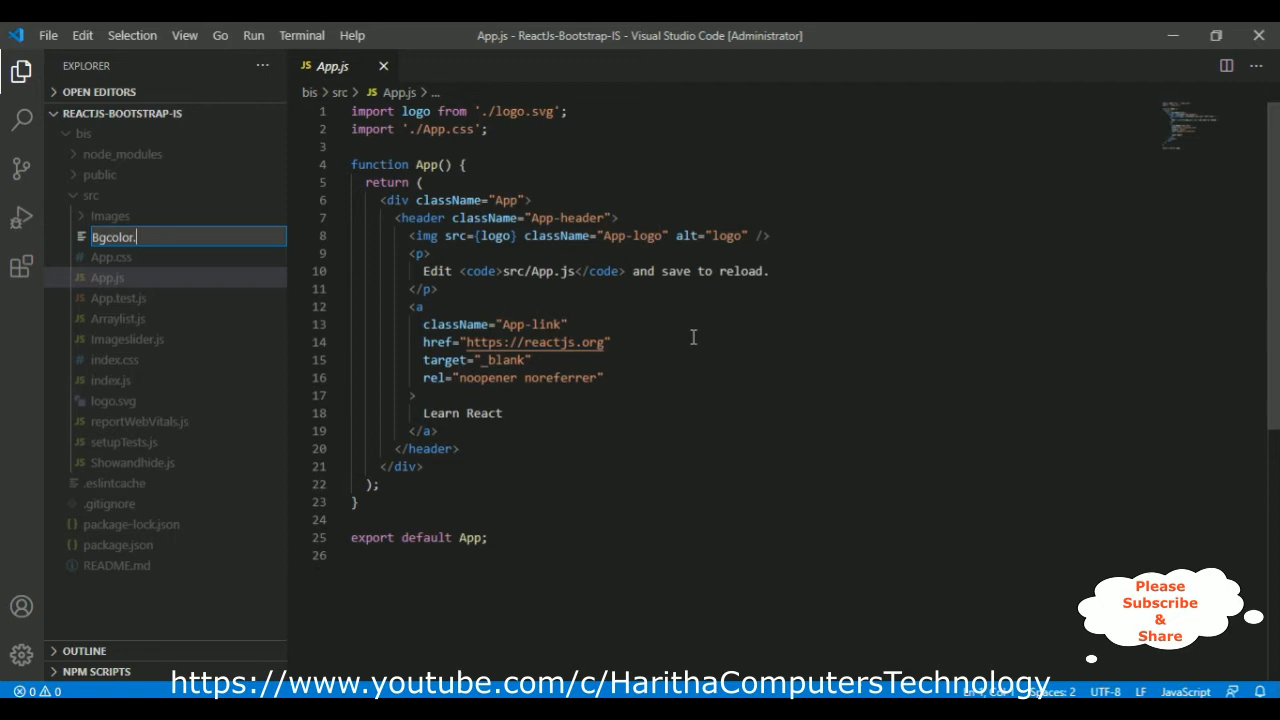 File Edit Selection View Go Run Terminal Help
App.js - ReactJs-Bootstrap-IS - Visual Studio Code [Administrator]
EXPLORER
OPEN EDITORS
REACTJS-BOOTSTRAP-IS
bis
node_modules
public
src
Images
Bgcolor.
App.css
App.js
App.test.js
Arraylist.js
Imageslider.js
index.css
index.js
logo.svg
reportWebVitals.js
setupTests.js
Showandhide.js
.eslintcache
.gitignore
package-lock.json
package.json
README.md
OUTLINE
NPM SCRIPTS
JS App.js
bis > src > JS App.js > ...
1 import logo from './logo.svg';
2 import './App.css';
3
4 function App() {
5 return (
6 <div className="App">
7 <header className="App-header">
8 <img src={logo} className="App-logo" alt="logo" />
9 <p>
10 Edit <code>src/App.js</code> and save to reload.
11 </p>
12 <a
13 className="App-link"
14 href="https://reactjs.org"
15 target="_blank"
16 rel="noopener noreferrer"
17 >
18 Learn React
19 </a>
20 </header>
21 </div>
22 );
23 }
24
25 export default App;
26
Please
Subscribe
&
Share
https://www.youtube.com/c/HarithaComputersTechnology
0 0 Ln 1, Col 1 Spaces: 2 UTF-8 LF JavaScript